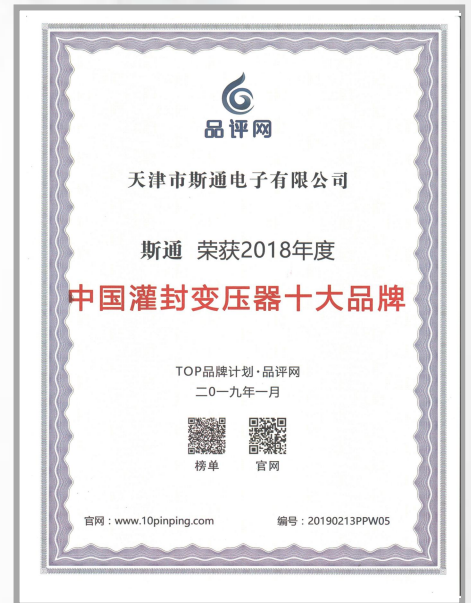 品评网
天津市斯通电子有限公司
斯通 荣获2018年度
中国灌封变压器十大品牌
TOP品牌计划·品评网
二0一九年一月
榜单 官网
官网：www.10pinping.com 编号：20190213PPW05